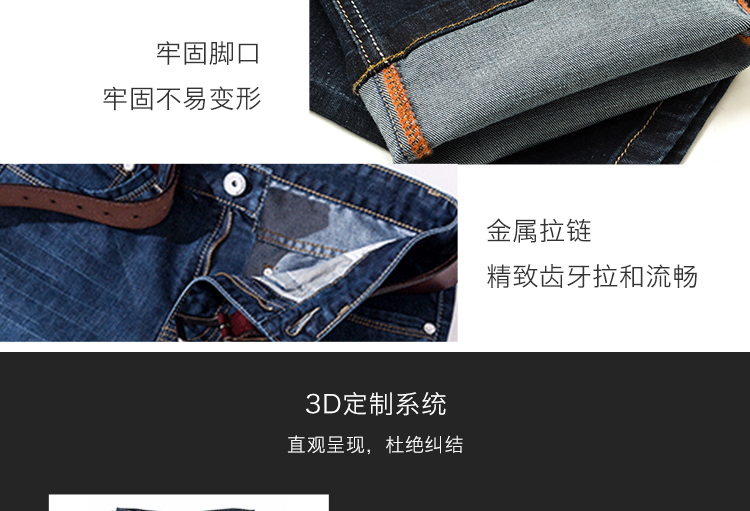 牢固脚口
牢固不易变形
金属拉链
精致齿牙拉和流畅
3D定制系统
直观呈现，杜绝纠结